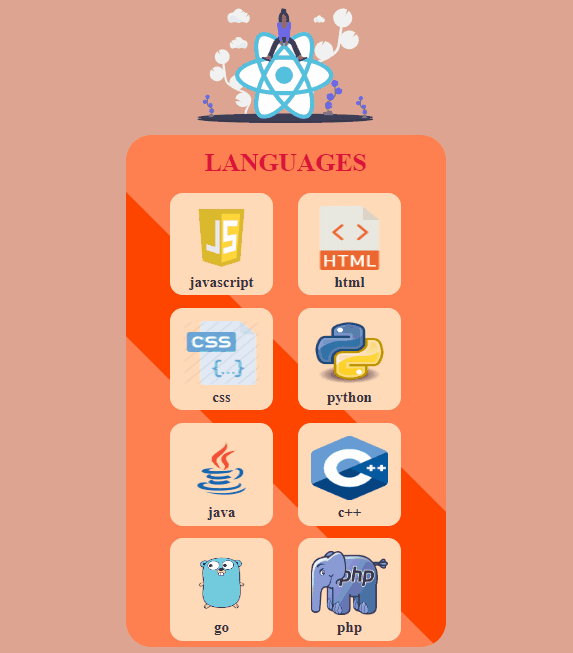 LANGUAGES
JS
javascript
HTML
html
CSS
{...}
css
python
java
C++
c++
go
php
php